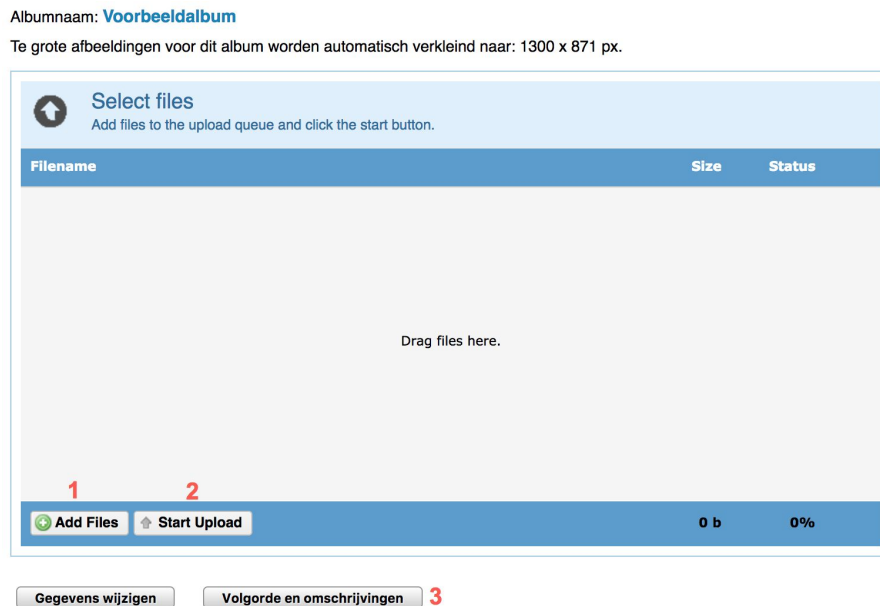 Albumnaam: Voorbeeldalbum
Te grote afbeeldingen voor dit album worden automatisch verkleind naar: 1300 x 871 px.
Select files
Add files to the upload queue and click the start button.
Filename Size Status
Drag files here.
1 2
Add Files Start Upload 0 b 0%
Gegevens wijzigen Volgorde en omschrijvingen 3